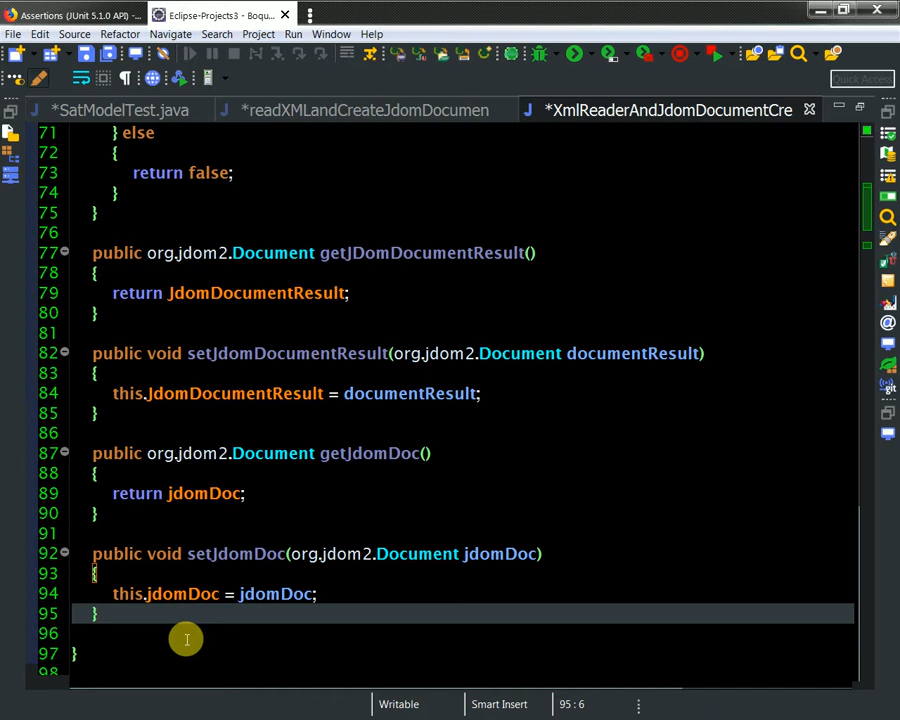 Assertions (JUnit 5.1.0 API) -...
Eclipse-Projects3 - Boqu...
File Edit Source Refactor Navigate Search Project Run Window Help
Quick Access
*SatModelTest.java
*readXMLandCreateJdomDocumen
*XmlReaderAndJdomDocumentCre
71 } else
72 {
73 return false;
74 }
75 }
76
77 public org.jdom2.Document getJDomDocumentResult()
78 {
79 return JdomDocumentResult;
80 }
81
82 public void setJdomDocumentResult(org.jdom2.Document documentResult)
83 {
84 this.JdomDocumentResult = documentResult;
85 }
86
87 public org.jdom2.Document getJdomDoc()
88 {
89 return jdomDoc;
90 }
91
92 public void setJdomDoc(org.jdom2.Document jdomDoc)
93 {
94 this.jdomDoc = jdomDoc;
95 }
96
97 }
98
Writable Smart Insert 95 : 6